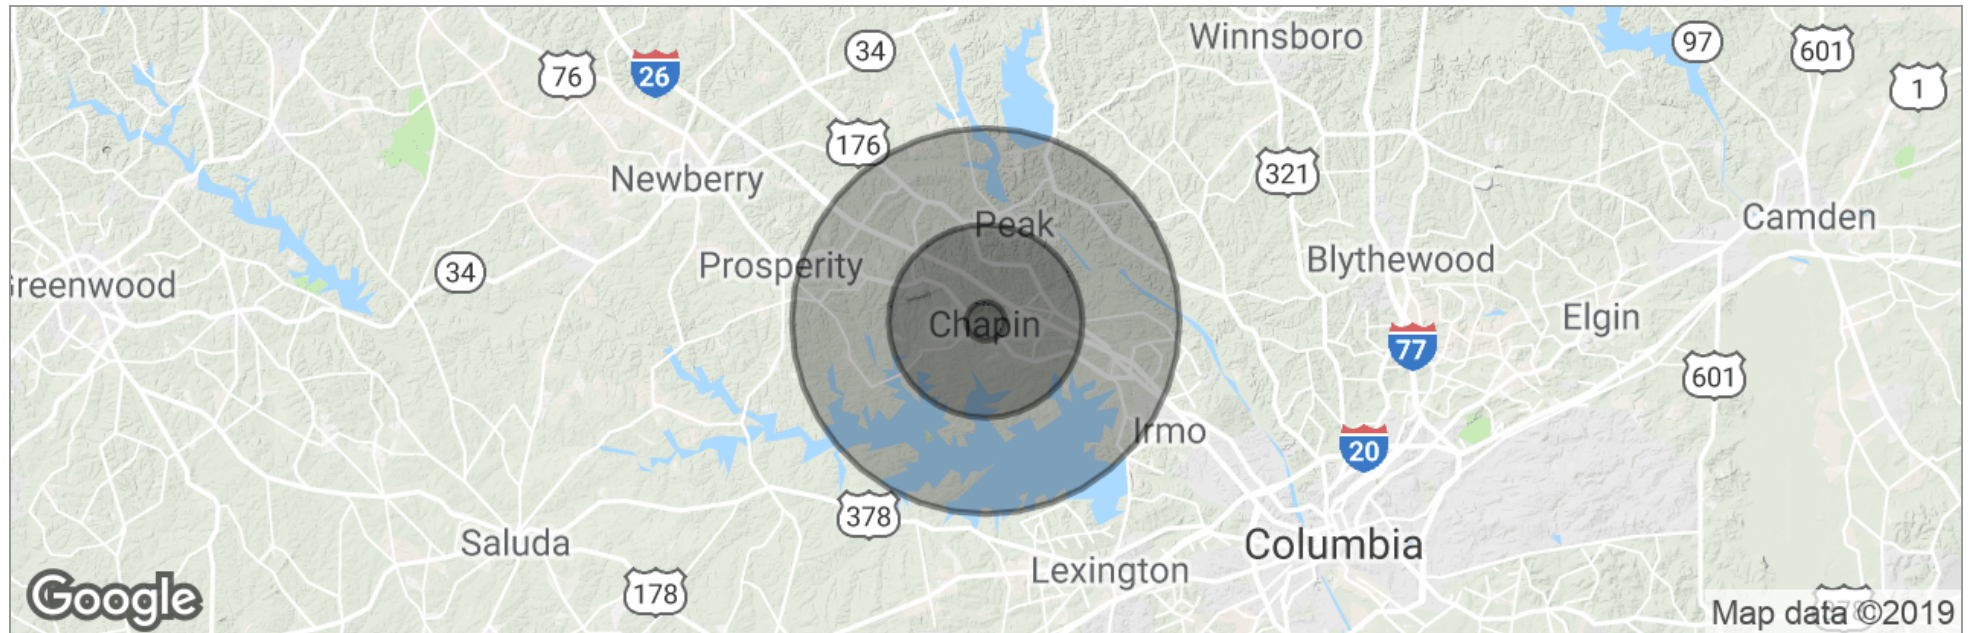 Winnsboro
34
97
601
76
26
1
176
321
Newberry
Camden
Peak
Blythewood
Prosperity
34
reenwood
Elgin
Chapin
77
601
Irmo
20
378
Saluda
Columbia
Lexington
178
Google
Map data ©2019